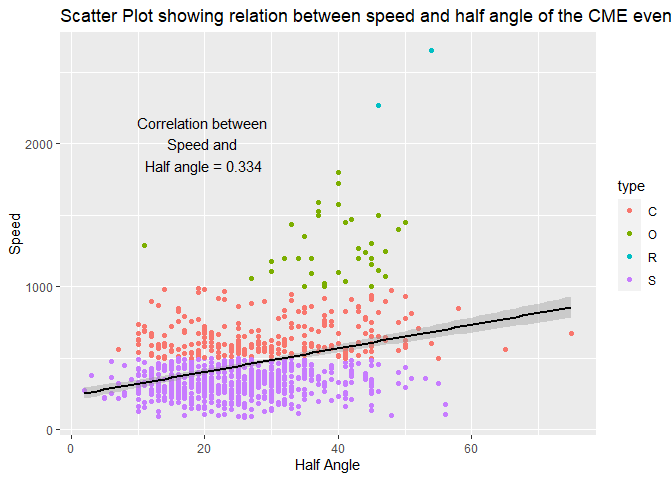 Scatter Plot showing relation between speed and half angle of the CME even
Correlation between
Speed and
Half angle = 0.334
2000
1000
0
Speed
0
20
40
60
Half Angle
type
C
O
R
S